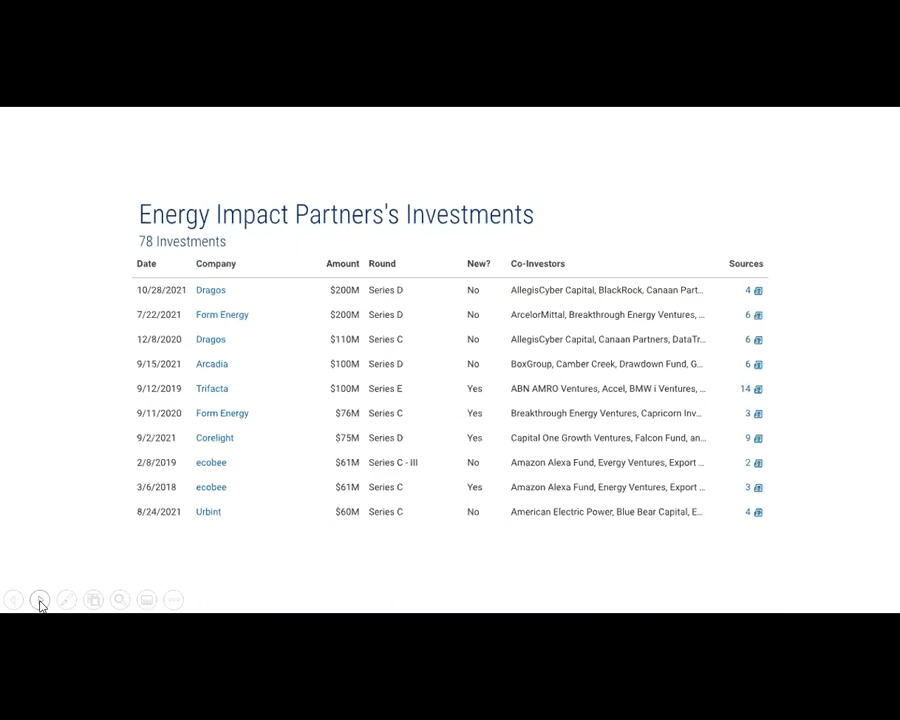 Energy Impact Partners's Investments
78 Investments
Date Company Amount Round New? Co-Investors Sources
10/28/2021 Dragos $200M Series D No AllegisCyber Capital, BlackRock, Canaan Part... 4
7/22/2021 Form Energy $200M Series D No ArcelorMittal, Breakthrough Energy Ventures, ... 6
12/8/2020 Dragos $110M Series C No AllegisCyber Capital, Canaan Partners, DataTr... 6
9/15/2021 Arcadia $100M Series D No BoxGroup, Camber Creek, Drawdown Fund, G... 6
9/12/2019 Trifacta $100M Series E Yes ABN AMRO Ventures, Accel, BMW i Ventures, ... 14
9/11/2020 Form Energy $76M Series C Yes Breakthrough Energy Ventures, Capricorn Inv... 3
9/2/2021 Corelight $75M Series D Yes Capital One Growth Ventures, Falcon Fund, an... 9
2/8/2019 ecobee $61M Series C - III No Amazon Alexa Fund, Evergy Ventures, Export ... 2
3/6/2018 ecobee $61M Series C Yes Amazon Alexa Fund, Energy Ventures, Export ... 3
8/24/2021 Urbint $60M Series C No American Electric Power, Blue Bear Capital, E... 4